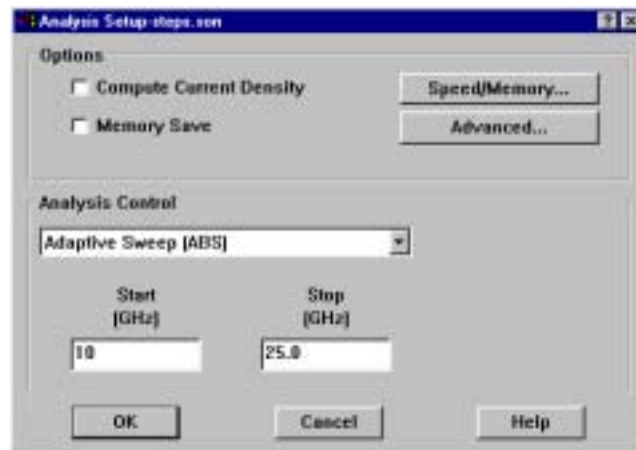 Analysis Setup-steps.son
Options
Compute Current Density
Speed/Memory...
Memory Save
Advanced...
Analysis Control
Adaptive Sweep (ABS)
Start
(GHz)
Stop
(GHz)
10
25.0
OK
Cancel
Help